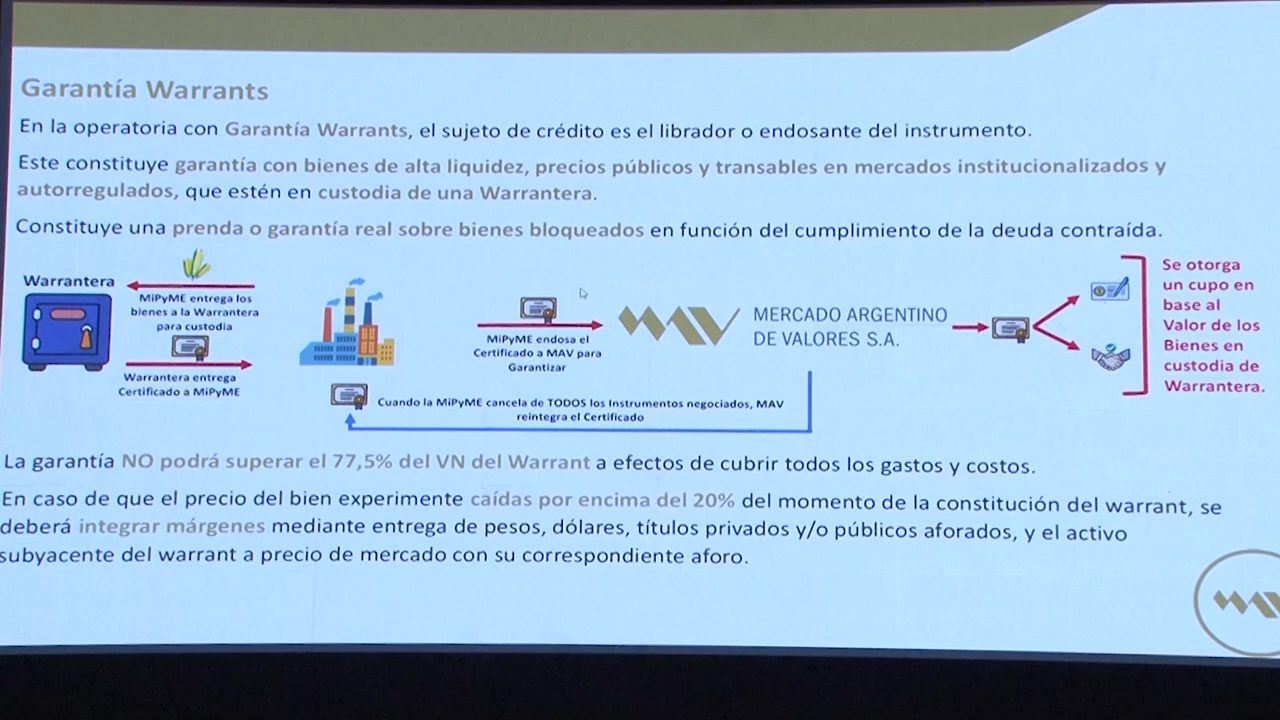 Garantía Warrants
En la operatoria con Garantía Warrants, el sujeto de crédito es el librador o endosante del instrumento.
Este constituye garantía con bienes de alta liquidez, precios públicos y transables en mercados institucionalizados y
autorregulados, que estén en custodia de una Warrantera.
Constituye una prenda o garantía real sobre bienes bloqueados en función del cumplimiento de la deuda contraída.
Warrantera
MiPyME entrega los
bienes a la Warrantera
para custodia
Warrantera entrega
Certificado a MiPyME
MiPyME endosa el
Certificado a MAV para
Garantizar
MAV
MERCADO ARGENTINO
DE VALORES S.A.
Se otorga
un cupo en
base al
Valor de los
Bienes en
custodia de
Warrantera.
Cuando la MiPyME cancela de TODOS los Instrumentos negociados, MAV
reintegra el Certificado
La garantía NO podrá superar el 77,5% del VN del Warrant a efectos de cubrir todos los gastos y costos.
En caso de que el precio del bien experimente caídas por encima del 20% del momento de la constitución del warrant, se
deberá integrar márgenes mediante entrega de pesos, dólares, títulos privados y/o públicos aforados, y el activo
subyacente del warrant a precio de mercado con su correspondiente aforo.
MAV